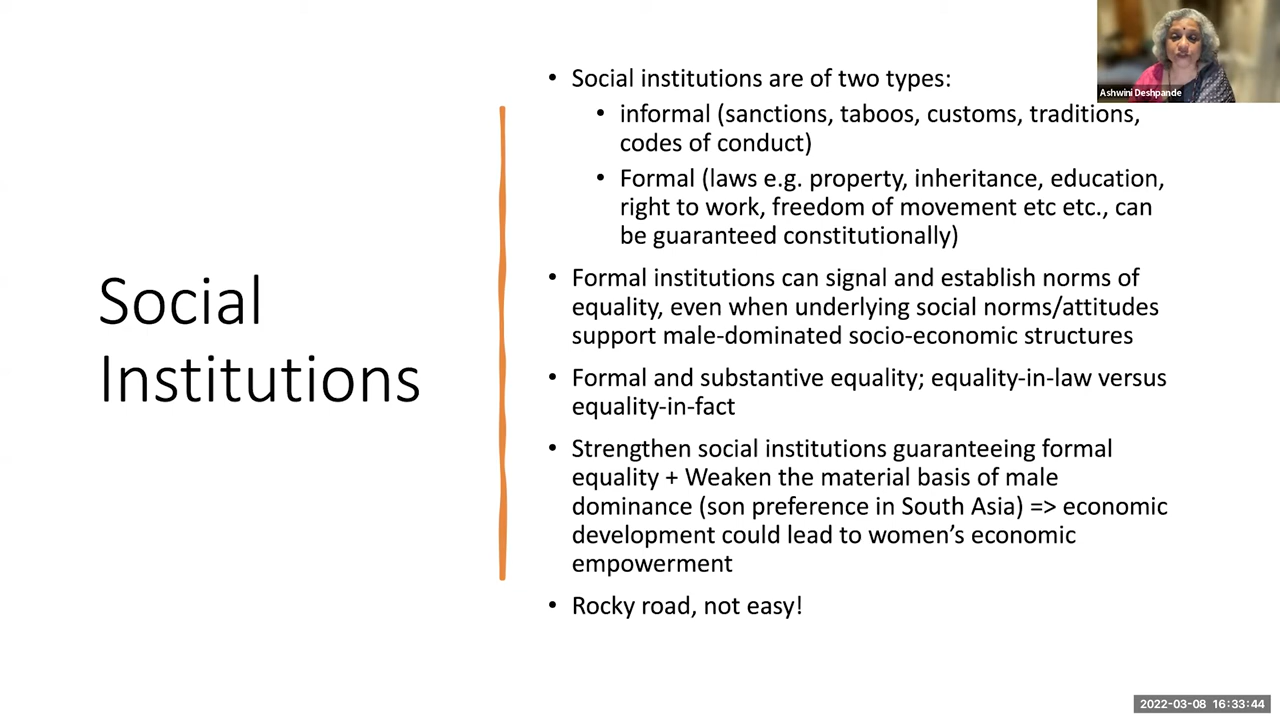 Social
Institutions
• Social institutions are of two types:
• informal (sanctions, taboos, customs, traditions,
codes of conduct)
• Formal (laws e.g. property, inheritance, education,
right to work, freedom of movement etc etc., can
be guaranteed constitutionally)
• Formal institutions can signal and establish norms of
equality, even when underlying social norms/attitudes
support male-dominated socio-economic structures
• Formal and substantive equality; equality-in-law versus
equality-in-fact
• Strengthen social institutions guaranteeing formal
equality + Weaken the material basis of male
dominance (son preference in South Asia) => economic
development could lead to women’s economic
empowerment
• Rocky road, not easy!
Ashwini Deshpande
2022-03-08 16:33:44